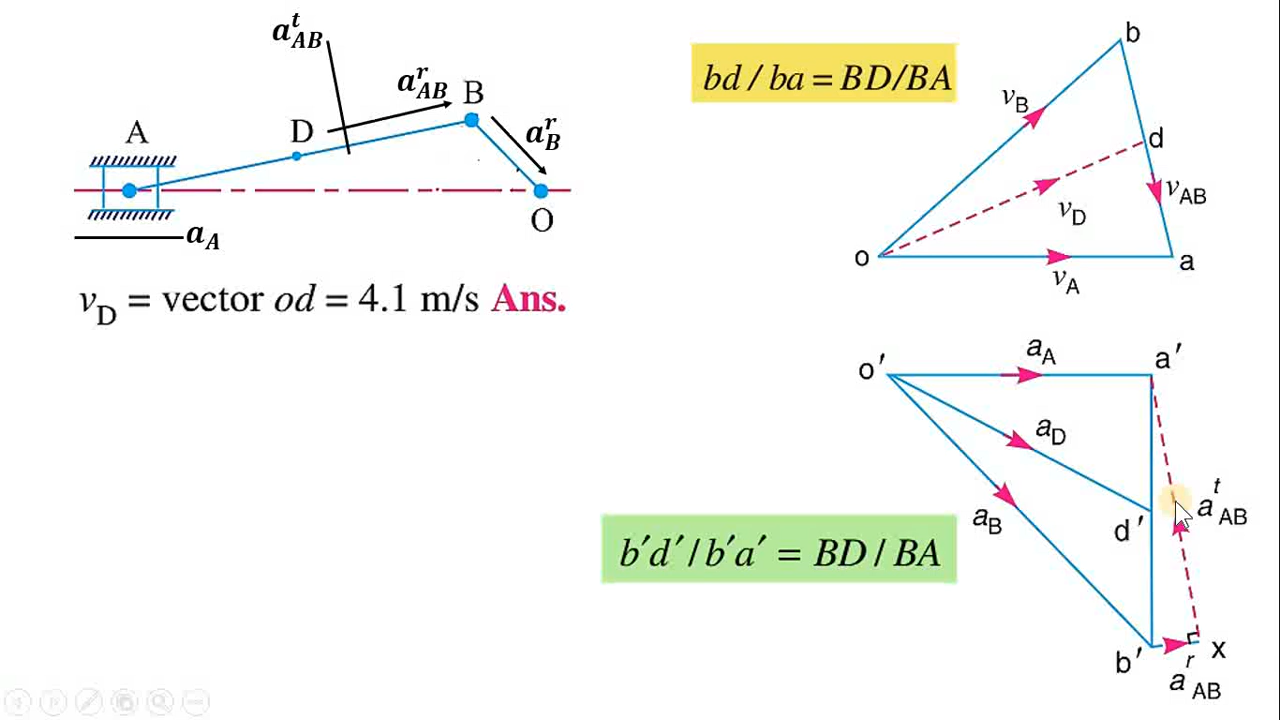 a^t_AB
a^r_AB
B
A
D
a^r_B
O
a_A
v_D = vector od = 4.1 m/s Ans.
bd / ba = BD/BA
b
v_B
d
v_AB
v_D
o
a
v_A
o′
a_A
a′
a_D
a_B
d′
a^t_AB
b′d′/b′a′ = BD / BA
b′
x
a^r_AB